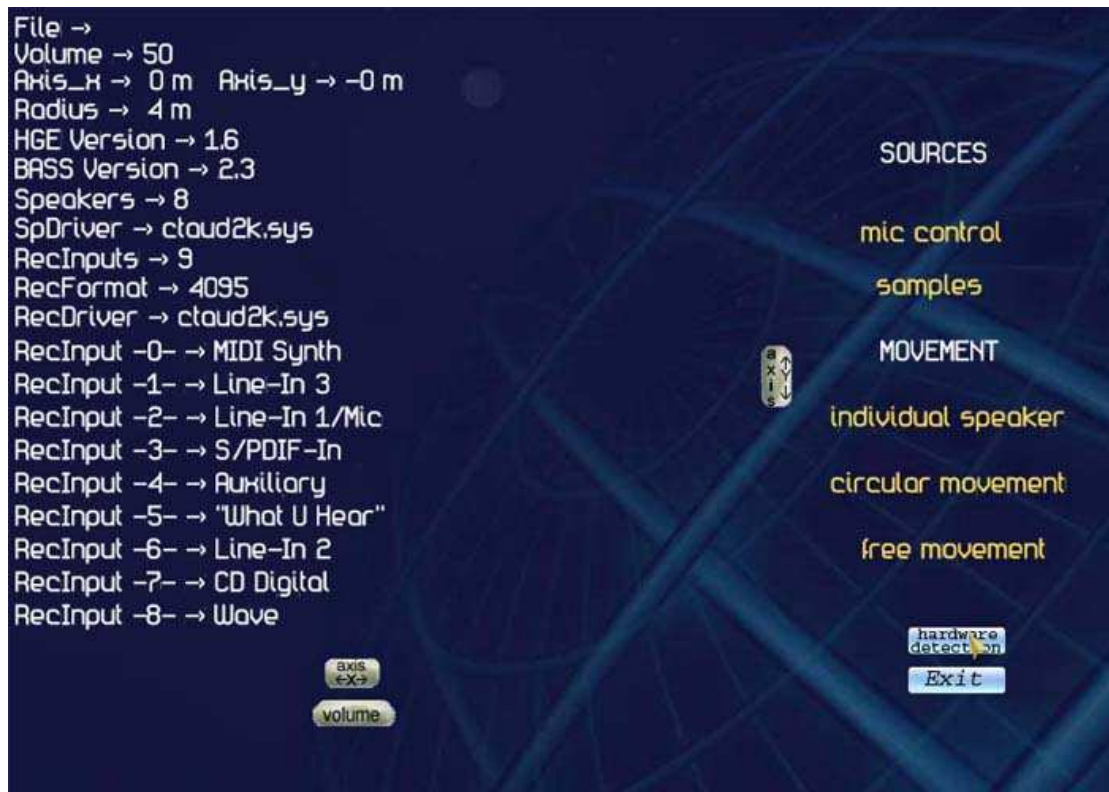 File →
Volume → 50
Axis_x → 0 m Axis_y → -0 m
Radius → 4 m
HGE Version → 1.6
BASS Version → 2.3
Speakers → 8
SpDriver → ctaud2k.sys
RecInputs → 9
RecFormat → 4095
RecDriver → ctaud2k.sys
RecInput -0- → MIDI Synth
RecInput -1- → Line-In 3
RecInput -2- → Line-In 1/Mic
RecInput -3- → S/PDIF-In
RecInput -4- → Auxiliary
RecInput -5- → "What U Hear"
RecInput -6- → Line-In 2
RecInput -7- → CD Digital
RecInput -8- → Wave
axis
←x→
volume
axis
←y→
SOURCES
mic control
samples
MOVEMENT
individual speaker
circular movement
free movement
hardware
detection
Exit